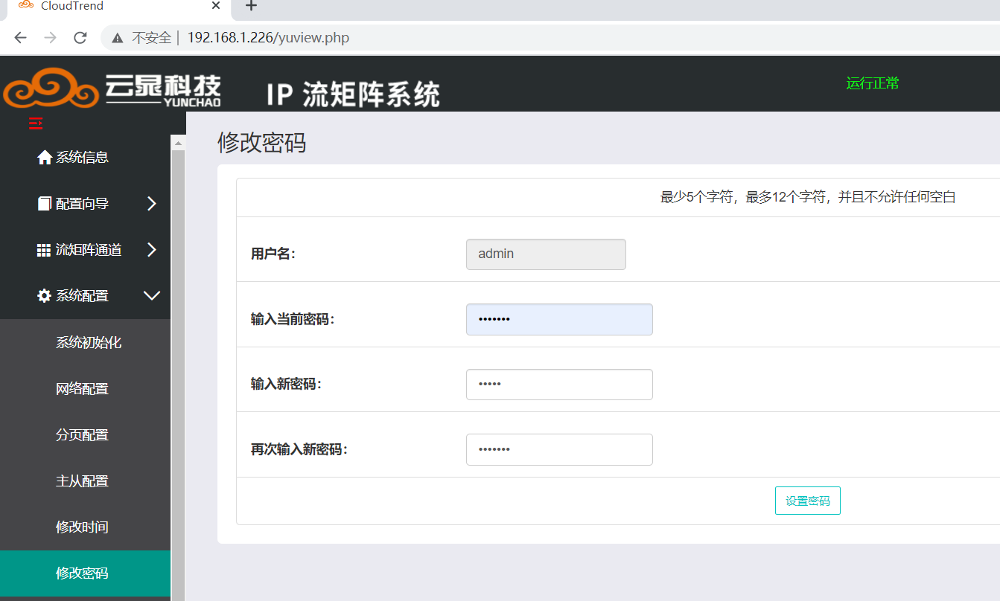 CloudTrend
不安全 | 192.168.1.226/yuview.php
云晁科技
YUNCHAO
IP 流矩阵系统
运行正常
系统信息
配置向导
流矩阵通道
系统配置
系统初始化
网络配置
分页配置
主从配置
修改时间
修改密码
修改密码
最少5个字符，最多12个字符，并且不允许任何空白
用户名：
admin
输入当前密码：
•••••••
输入新密码：
•••••
再次输入新密码：
•••••••
设置密码